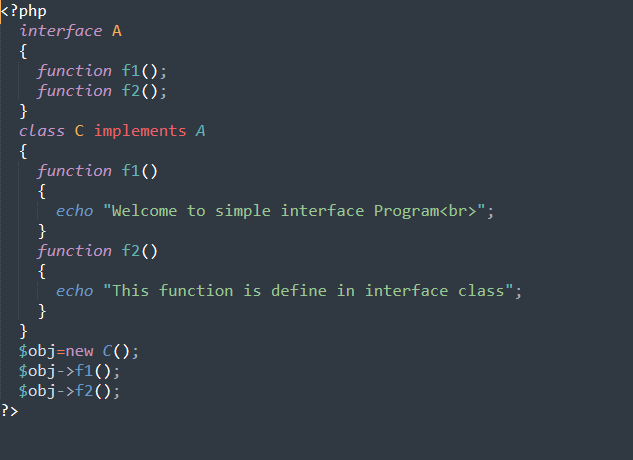 <?php
  interface A
  {
    function f1();
    function f2();
  }
  class C implements A
  {
    function f1()
    {
      echo "Welcome to simple interface Program<br>";
    }
    function f2()
    {
      echo "This function is define in interface class";
    }
  }
  $obj=new C();
  $obj->f1();
  $obj->f2();
?>